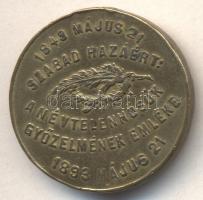 1849 MÁJUS 21
SZABAD HAZÁÉRT:
A NÉVTELEN HŐSÖK
GYŐZELMÉNEK EMLÉKE
1893 MÁJUS 21